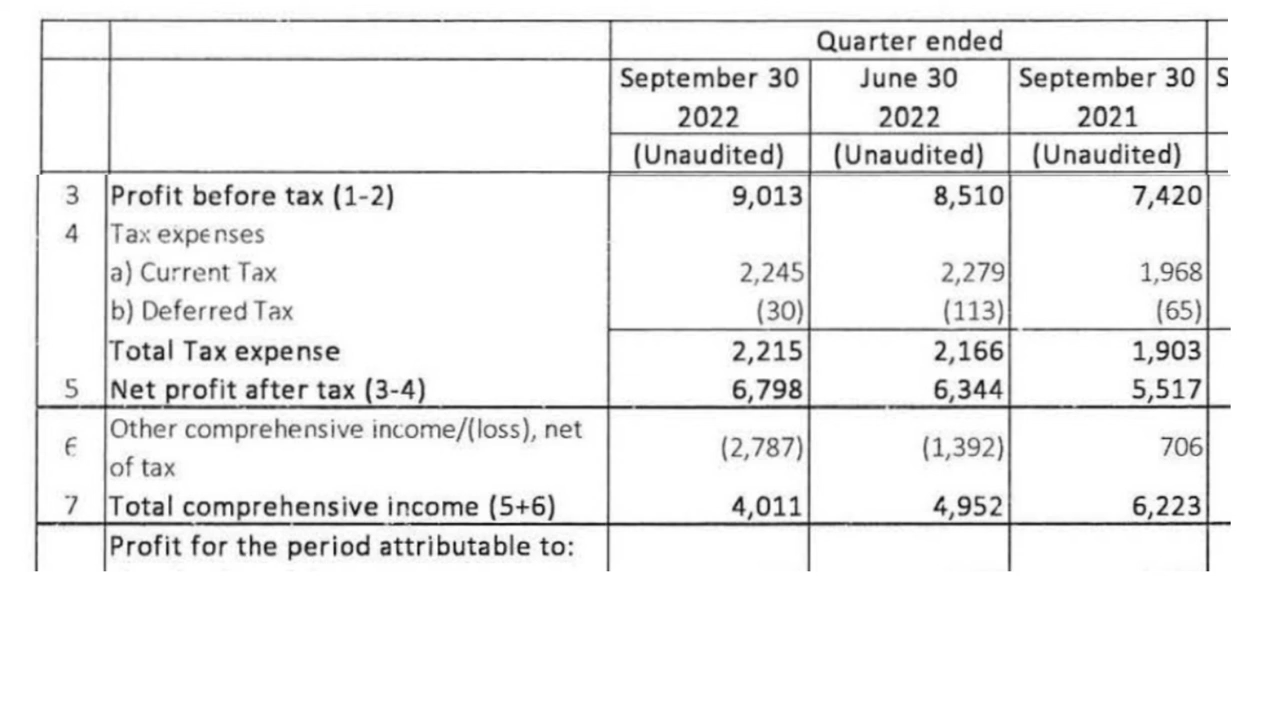 Quarter ended
September 30 June 30 September 30 S
2022 2022 2021
(Unaudited) (Unaudited) (Unaudited)
3 Profit before tax (1-2) 9,013 8,510 7,420
4 Tax expenses
a) Current Tax 2,245 2,279 1,968
b) Deferred Tax (30) (113) (65)
Total Tax expense 2,215 2,166 1,903
5 Net profit after tax (3-4) 6,798 6,344 5,517
Other comprehensive income/(loss), net
6 (2,787) (1,392) 706
of tax
7 Total comprehensive income (5+6) 4,011 4,952 6,223
Profit for the period attributable to: